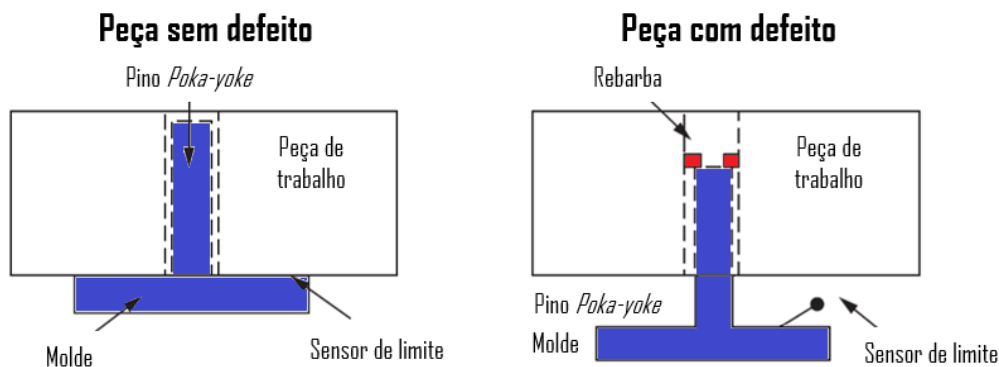 Peça sem defeito
Pino Poka-yoke
Peça de
trabalho
Molde
Sensor de limite
Peça com defeito
Rebarba
Peça de
trabalho
Pino Poka-yoke
Molde
Sensor de limite